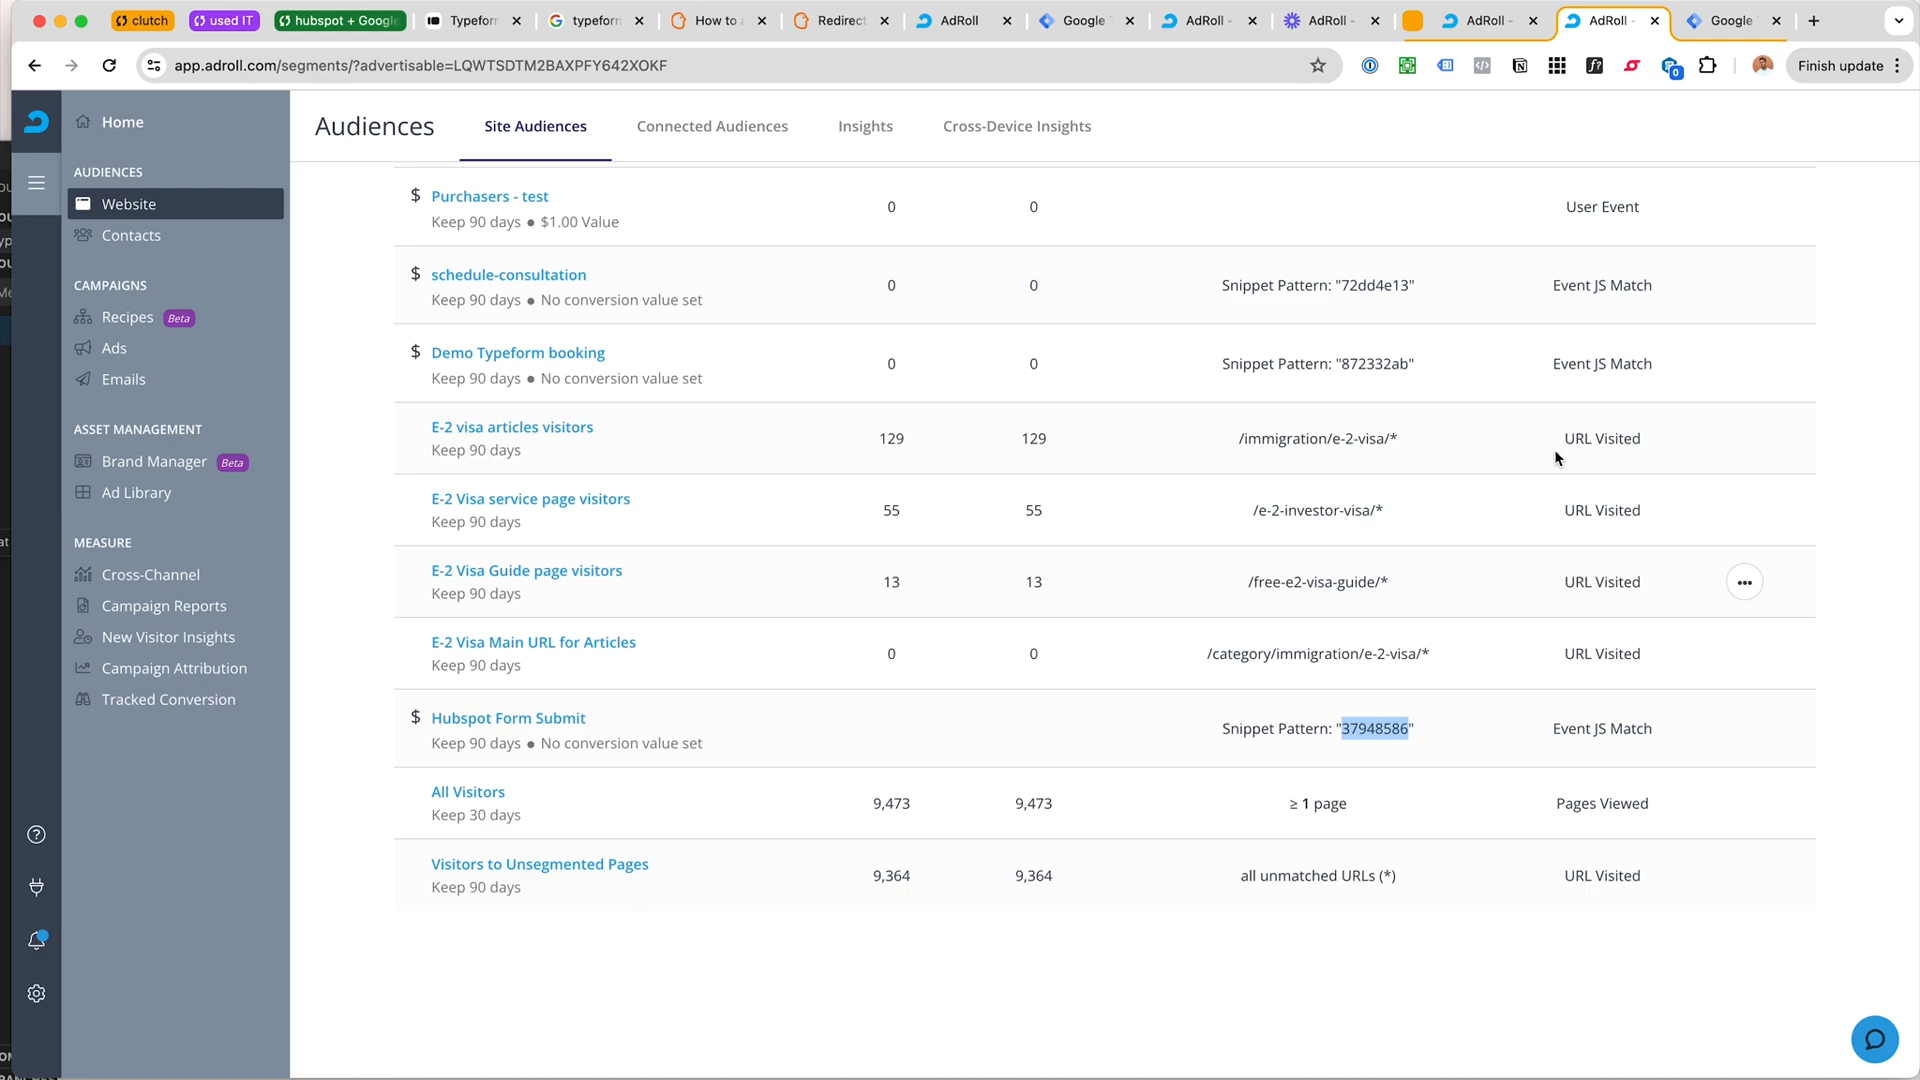 clutch
used IT
hubspot + Google
Typeform
typeform
How to
Redirect
AdRoll
Google
AdRoll -
AdRoll -
AdRoll -
AdRoll -
Google
app.adroll.com/segments/?advertisable=LQWTSDTM2BAXPFY642XOKF
0
Finish update
Home
AUDIENCES
Website
Contacts
CAMPAIGNS
Recipes Beta
Ads
Emails
ASSET MANAGEMENT
Brand Manager Beta
Ad Library
MEASURE
Cross-Channel
Campaign Reports
New Visitor Insights
Campaign Attribution
Tracked Conversion
Audiences
Site Audiences
Connected Audiences
Insights
Cross-Device Insights
$ Purchasers - test
Keep 90 days ● $1.00 Value
0
0
User Event
$ schedule-consultation
Keep 90 days ● No conversion value set
0
0
Snippet Pattern: "72dd4e13"
Event JS Match
$ Demo Typeform booking
Keep 90 days ● No conversion value set
0
0
Snippet Pattern: "872332ab"
Event JS Match
E-2 visa articles visitors
Keep 90 days
129
129
/immigration/e-2-visa/*
URL Visited
E-2 Visa service page visitors
Keep 90 days
55
55
/e-2-investor-visa/*
URL Visited
E-2 Visa Guide page visitors
Keep 90 days
13
13
/free-e2-visa-guide/*
URL Visited
E-2 Visa Main URL for Articles
Keep 90 days
0
0
/category/immigration/e-2-visa/*
URL Visited
$ Hubspot Form Submit
Keep 90 days ● No conversion value set
Snippet Pattern: "37948586"
Event JS Match
All Visitors
Keep 30 days
9,473
9,473
≥ 1 page
Pages Viewed
Visitors to Unsegmented Pages
Keep 90 days
9,364
9,364
all unmatched URLs (*)
URL Visited